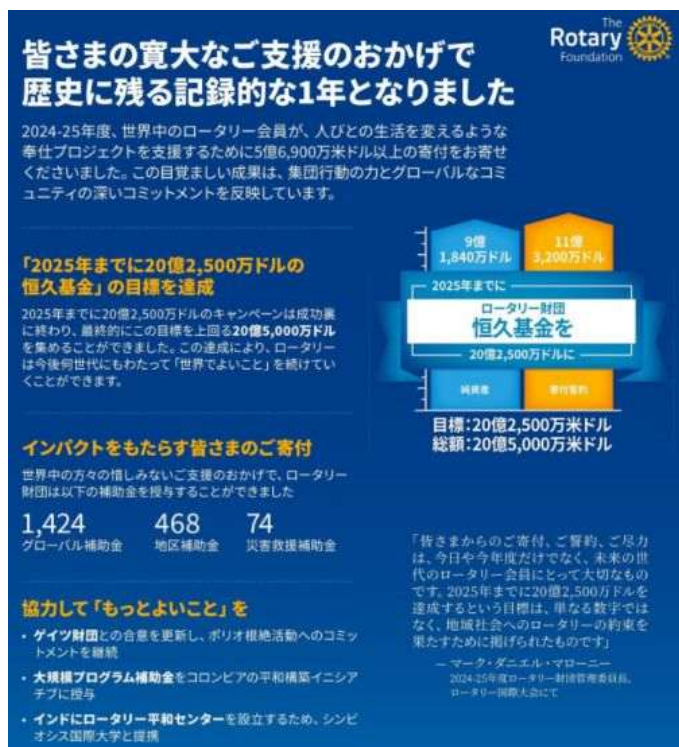 The
Rotary
Foundation
皆さまの寛大なご支援のおかげで
歴史に残る記録的な1年となりました
2024-25年度、世界中のロータリー会員が、人びとの生活を変えるような
奉仕プロジェクトを支援するために5億6,900万米ドル以上の寄付をお寄せ
くださいました。この目覚ましい成果は、集団行動の力とグローバルなコミ
ュニティの深いコミットメントを反映しています。
「2025年までに20億2,500万ドルの
恒久基金」の目標を達成
2025年までに20億2,500万ドルのキャンペーンは成功裏
に終わり、最終的にこの目標を上回る20億5,000万ドル
を集めることができました。この達成により、ロータリー
は今後何世代にもわたって「世界でよいこと」を続けてい
くことができます。
9億
1,840万ドル
11億
3,200万ドル
2025年までに
ロータリー財団
恒久基金を
20億2,500万ドルに
純資産
寄付誓約
目標：20億2,500万米ドル
総額：20億5,000万米ドル
インパクトをもたらす皆さまのご寄付
世界中の方々の惜しみないご支援のおかげで、ロータリー
財団は以下の補助金を授与することができました
1,424
グローバル補助金
468
地区補助金
74
災害救援補助金
協力して「もっとよいこと」を
・ゲイツ財団との合意を更新し、ポリオ根絶活動へのコミッ
トメントを継続
・大規模プログラム補助金をコロンビアの平和構築イニシア
チブに授与
・インドにロータリー平和センターを設立するため、シンビ
オシス国際大学と提携
「皆さまからのご寄付、ご誓約、ご尽力
は、今日や今年度だけでなく、未来の世
代のロータリー会員にとって大切なもの
です。2025年までに20億2,500万ドルを
達成するという目標は、単なる数字では
なく、地域社会へのロータリーの約束を
果たすために掲げられたものです」
— マーク・ダニエル・マローニー
2024-25年度ロータリー財団管理委員長、
ロータリー国際大会にて